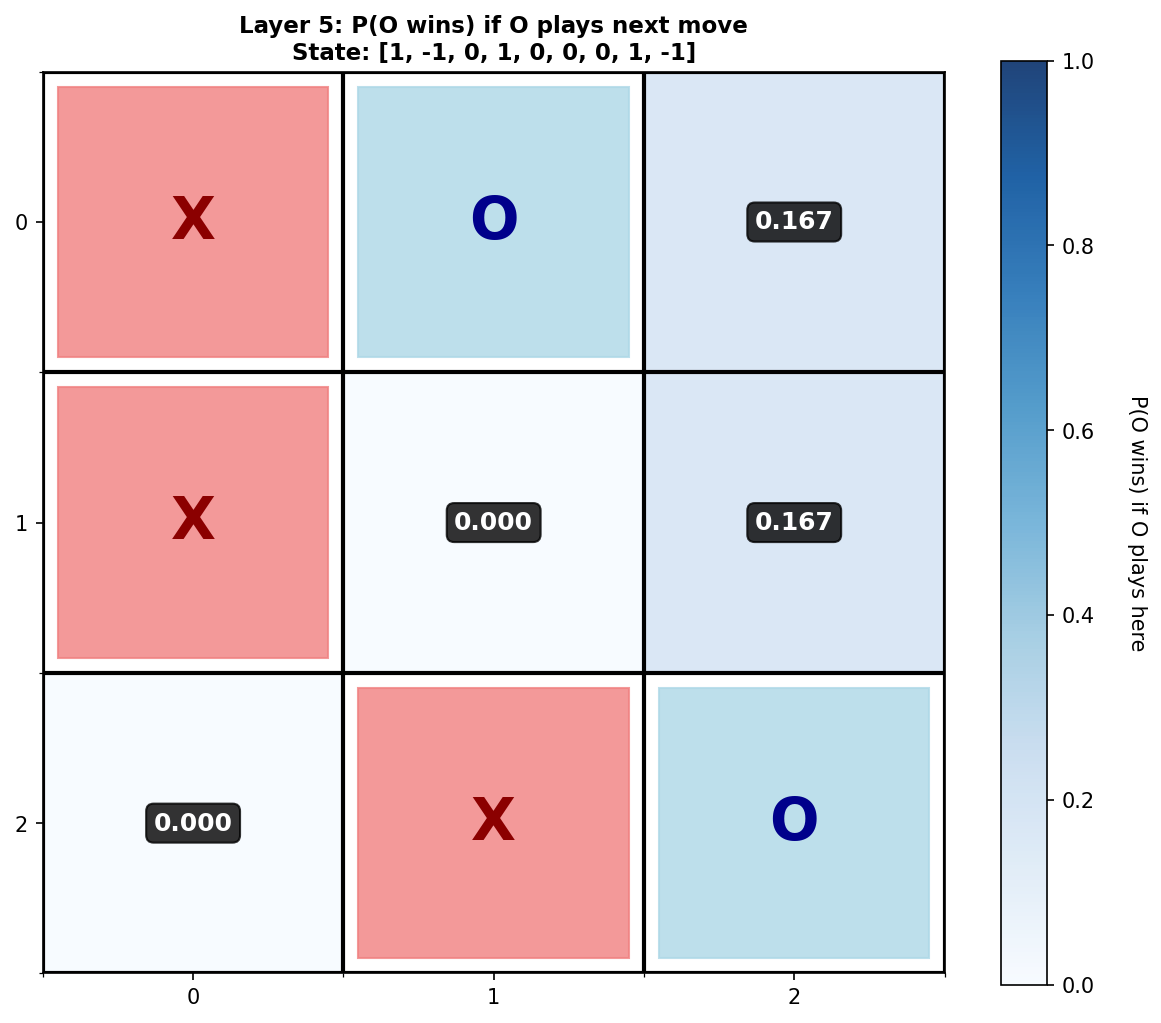 Layer 5: P(O wins) if O plays next move
State: [1, -1, 0, 1, 0, 0, 0, 1, -1]
0
X
O
0.167
1
X
0.000
0.167
2
0.000
X
O
0
1
2
1.0
0.8
0.6
0.4
0.2
0.0
P(O wins) if O plays here